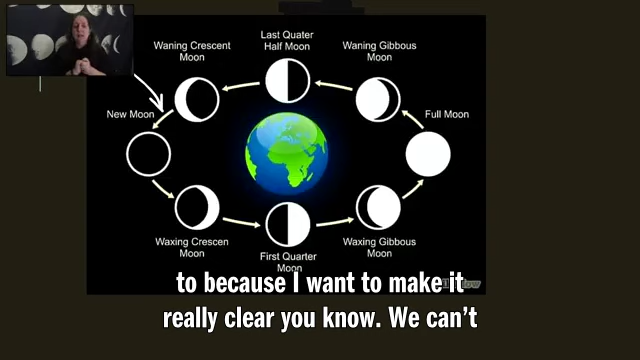 Last Quater
Half Moon
Waning Crescent
Moon
Waning Gibbous
Moon
New Moon
Full Moon
Waxing Crescen
Moon
First Quarter
Moon
Waxing Gibbous
Moon
to because I want to make it
really clear you know. We can't